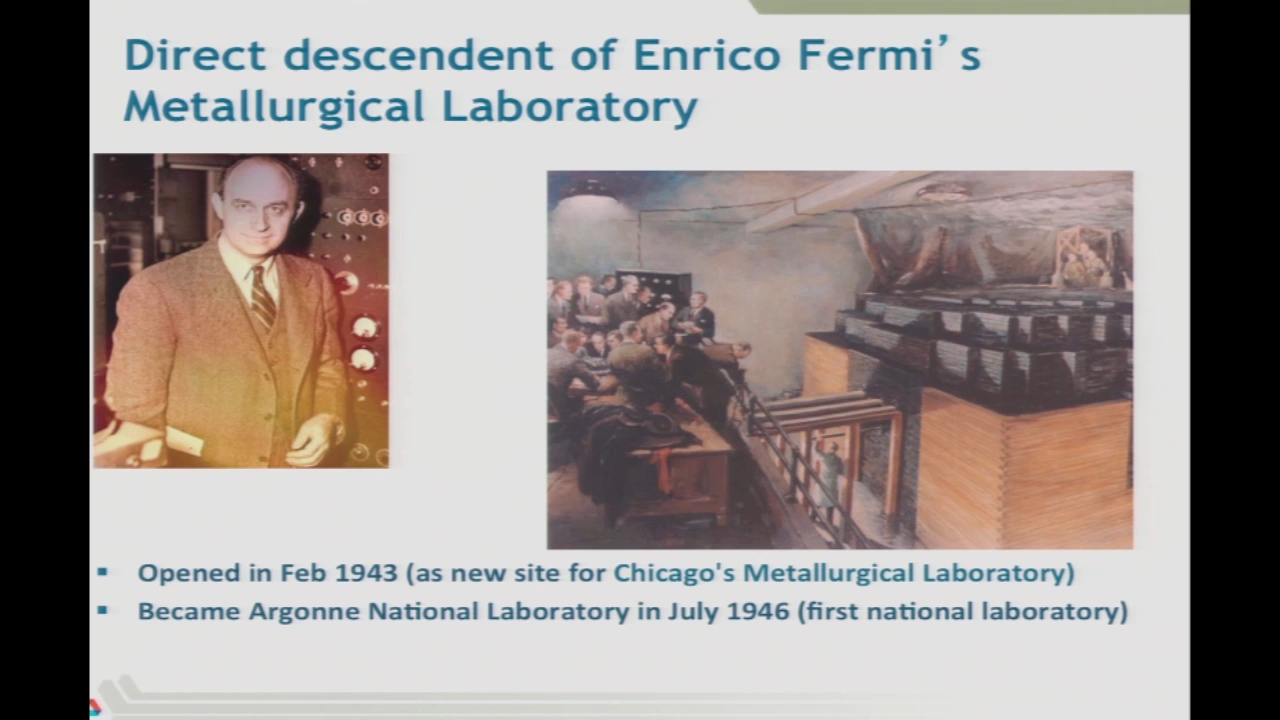 Direct descendent of Enrico Fermi’s
Metallurgical Laboratory
▪ Opened in Feb 1943 (as new site for Chicago's Metallurgical Laboratory)
▪ Became Argonne National Laboratory in July 1946 (first national laboratory)